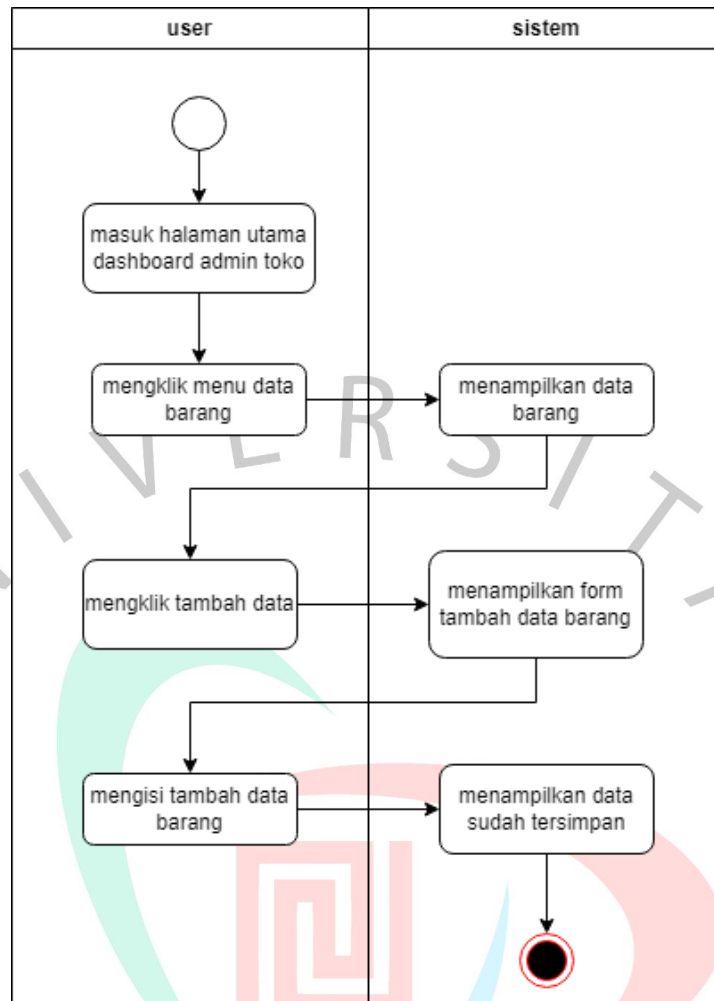 user
sistem
masuk halaman utama
dashboard admin toko
mengklik menu data
barang
menampilkan data
barang
mengklik tambah data
menampilkan form
tambah data barang
mengisi tambah data
barang
menampilkan data
sudah tersimpan
IVERSITA